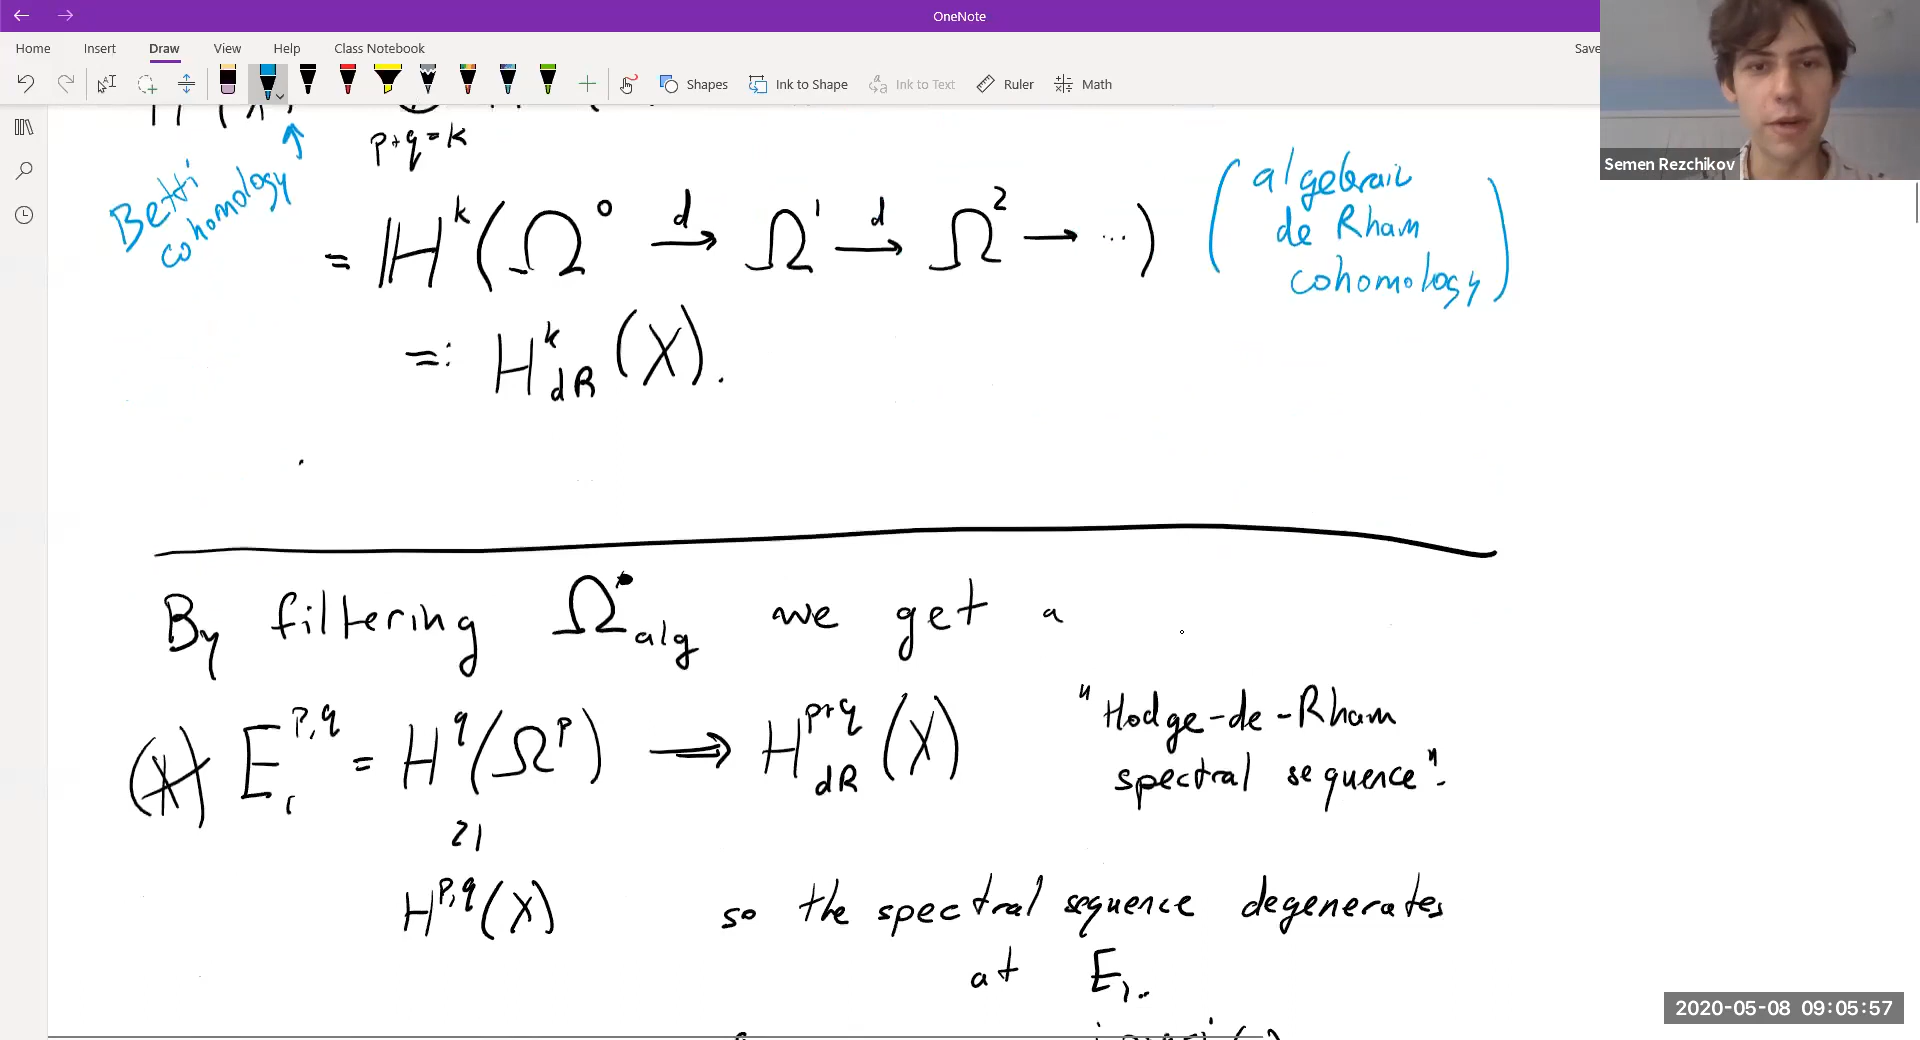 OneNote
Home Insert Draw View Help Class Notebook Save
Shapes Ink to Shape Ink to Text Ruler Math
Semen Rezchikov
p+q=k
Betti
cohomology
= ℍ^k(Ω^0 →^d Ω^1 →^d Ω^2 → ...)
(algebraic
de Rham
cohomology)
=: H^k_dR (X).
By filtering Ω^•_alg we get a
(*) E_1^{p,q} = H^q(Ω^p) ⇒ H^{p+q}_dR (X)
"Hodge-de-Rham
spectral sequence".
≀|
H^{p,q}(X)
so the spectral sequence degenerates
at E_1.
2020-05-08 09:05:57